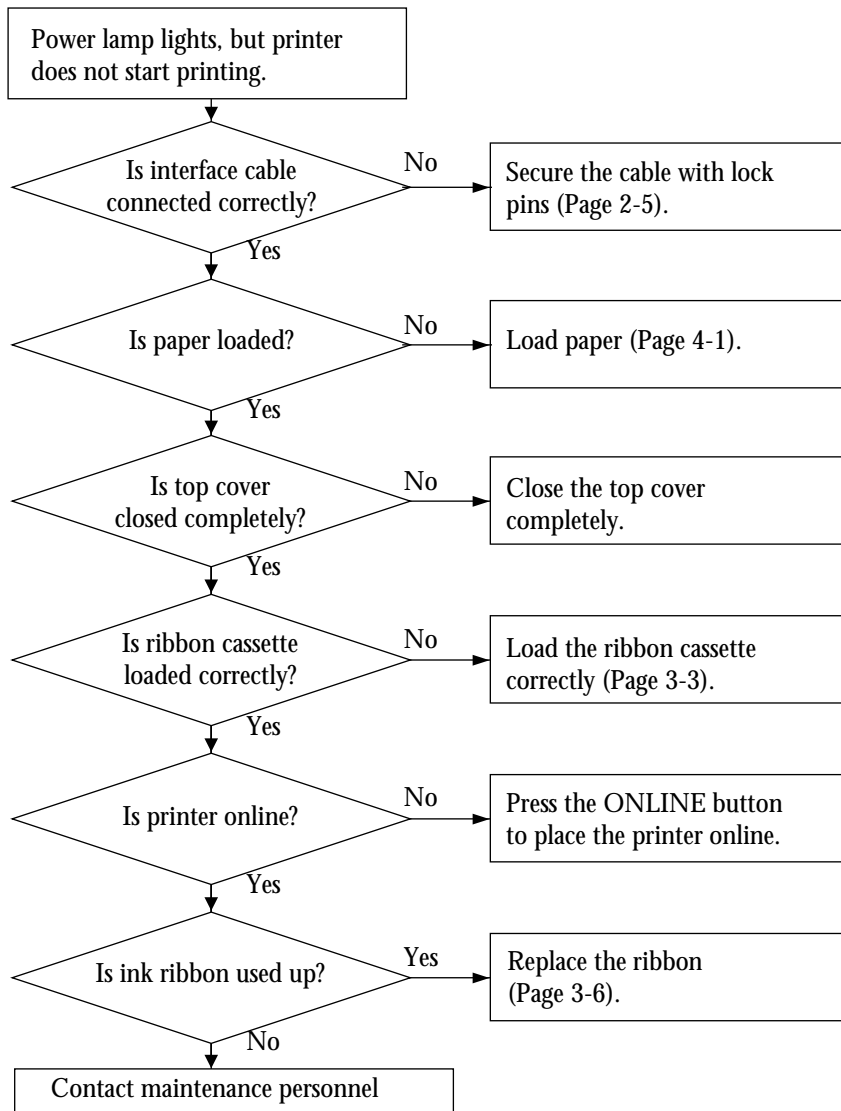 Power lamp lights, but printer
does not start printing.
Is interface cable
connected correctly?
No
Secure the cable with lock
pins (Page 2-5).
Yes
Is paper loaded?
No
Load paper (Page 4-1).
Yes
Is top cover
closed completely?
No
Close the top cover
completely.
Yes
Is ribbon cassette
loaded correctly?
No
Load the ribbon cassette
correctly (Page 3-3).
Yes
Is printer online?
No
Press the ONLINE button
to place the printer online.
Yes
Is ink ribbon used up?
Yes
Replace the ribbon
(Page 3-6).
No
Contact maintenance personnel